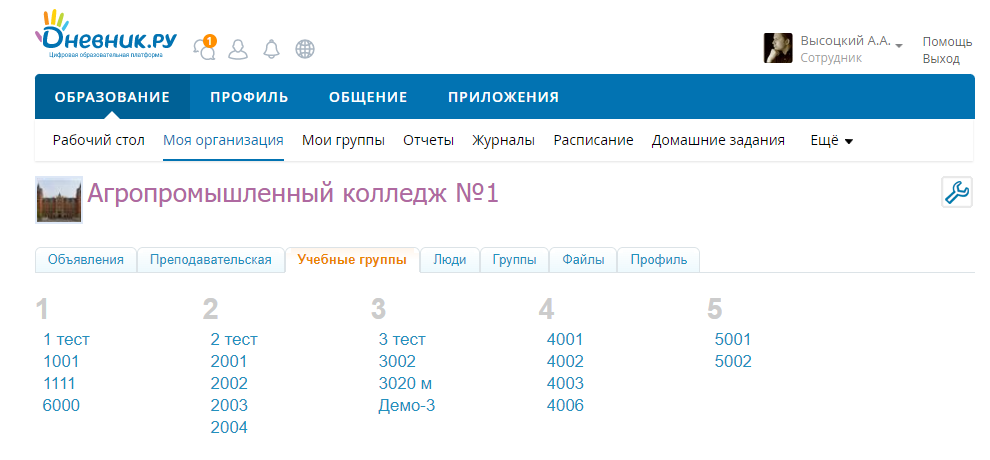 Дневник.ру
Цифровая образовательная платформа
1
Высоцкий А.А.
Сотрудник
Помощь
Выход
ОБРАЗОВАНИЕ ПРОФИЛЬ ОБЩЕНИЕ ПРИЛОЖЕНИЯ
Рабочий стол Моя организация Мои группы Отчеты Журналы Расписание Домашние задания Ещё
Агропромышленный колледж №1
Объявления Преподавательская Учебные группы Люди Группы Файлы Профиль
1 2 3 4 5
1 тест 2 тест 3 тест 4001 5001
1001 2001 3002 4002 5002
1111 2002 3020 м 4003
6000 2003 Демо-3 4006
2004